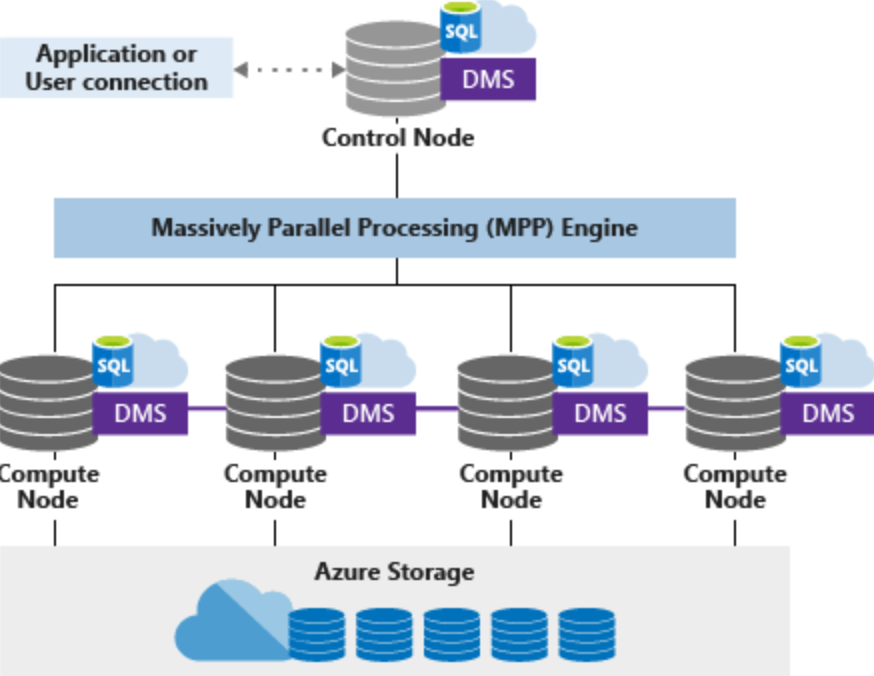 SQL
Application or
User connection
DMS
Control Node
Massively Parallel Processing (MPP) Engine
SQL SQL SQL SQL
DMS DMS DMS DMS
Compute Compute Compute Compute
Node Node Node Node
Azure Storage